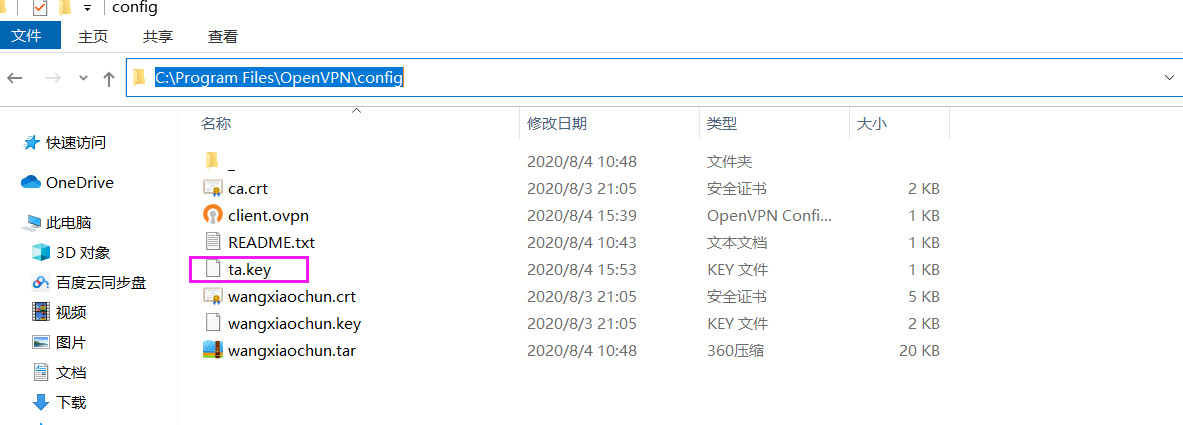 config
文件 主页 共享 查看
C:\Program Files\OpenVPN\config
名称 修改日期 类型 大小
快速访问
OneDrive
此电脑
3D 对象
百度云同步盘
视频
图片
文档
下载
_ 2020/8/4 10:48 文件夹
ca.crt 2020/8/3 21:05 安全证书 2 KB
client.ovpn 2020/8/4 15:39 OpenVPN Confi... 1 KB
README.txt 2020/8/4 10:43 文本文档 1 KB
ta.key 2020/8/4 15:53 KEY 文件 1 KB
wangxiaochun.crt 2020/8/3 21:05 安全证书 5 KB
wangxiaochun.key 2020/8/3 21:05 KEY 文件 2 KB
wangxiaochun.tar 2020/8/4 10:48 360压缩 20 KB